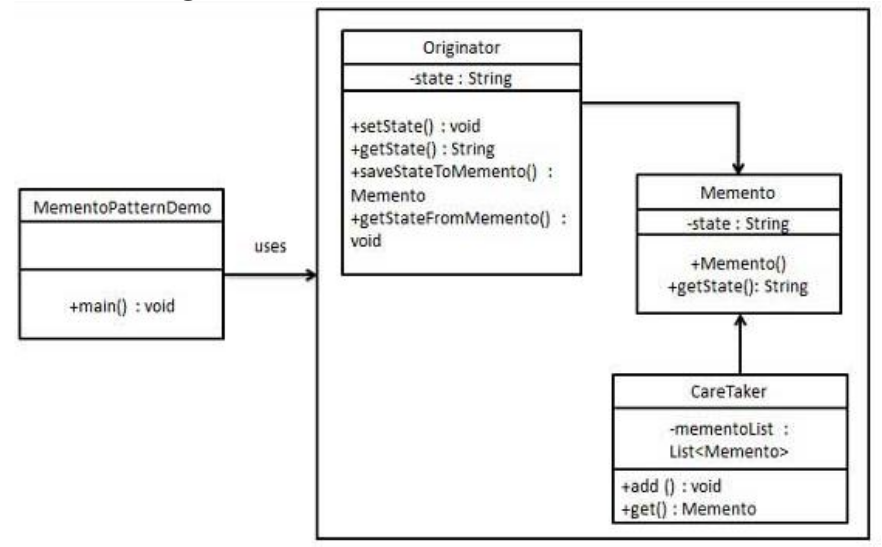 Originator
-state : String
+setState() : void
+getState() : String
+saveStateToMemento() :
Memento
+getStateFromMemento() :
void
MementoPatternDemo
+main() : void
uses
Memento
-state : String
+Memento()
+getState(): String
CareTaker
-mementoList :
List<Memento>
+add () : void
+get() : Memento